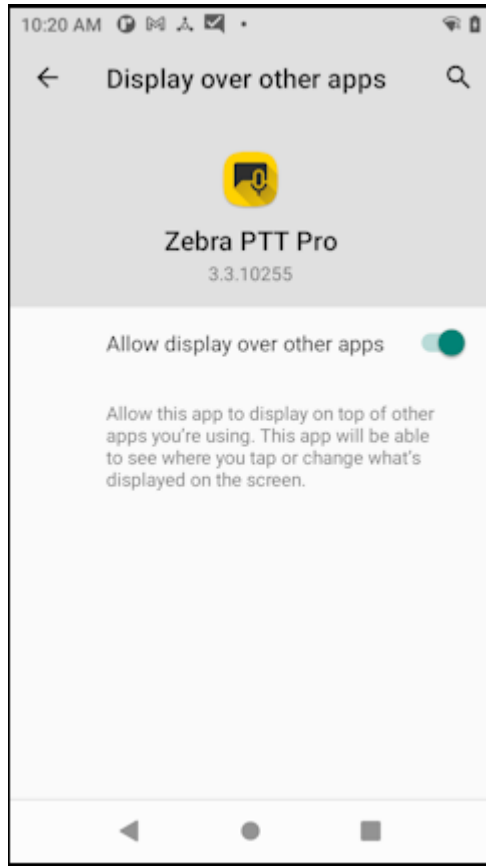 10:20 AM
Display over other apps
Zebra PTT Pro
3.3.10255
Allow display over other apps
Allow this app to display on top of other
apps you're using. This app will be able
to see where you tap or change what's
displayed on the screen.